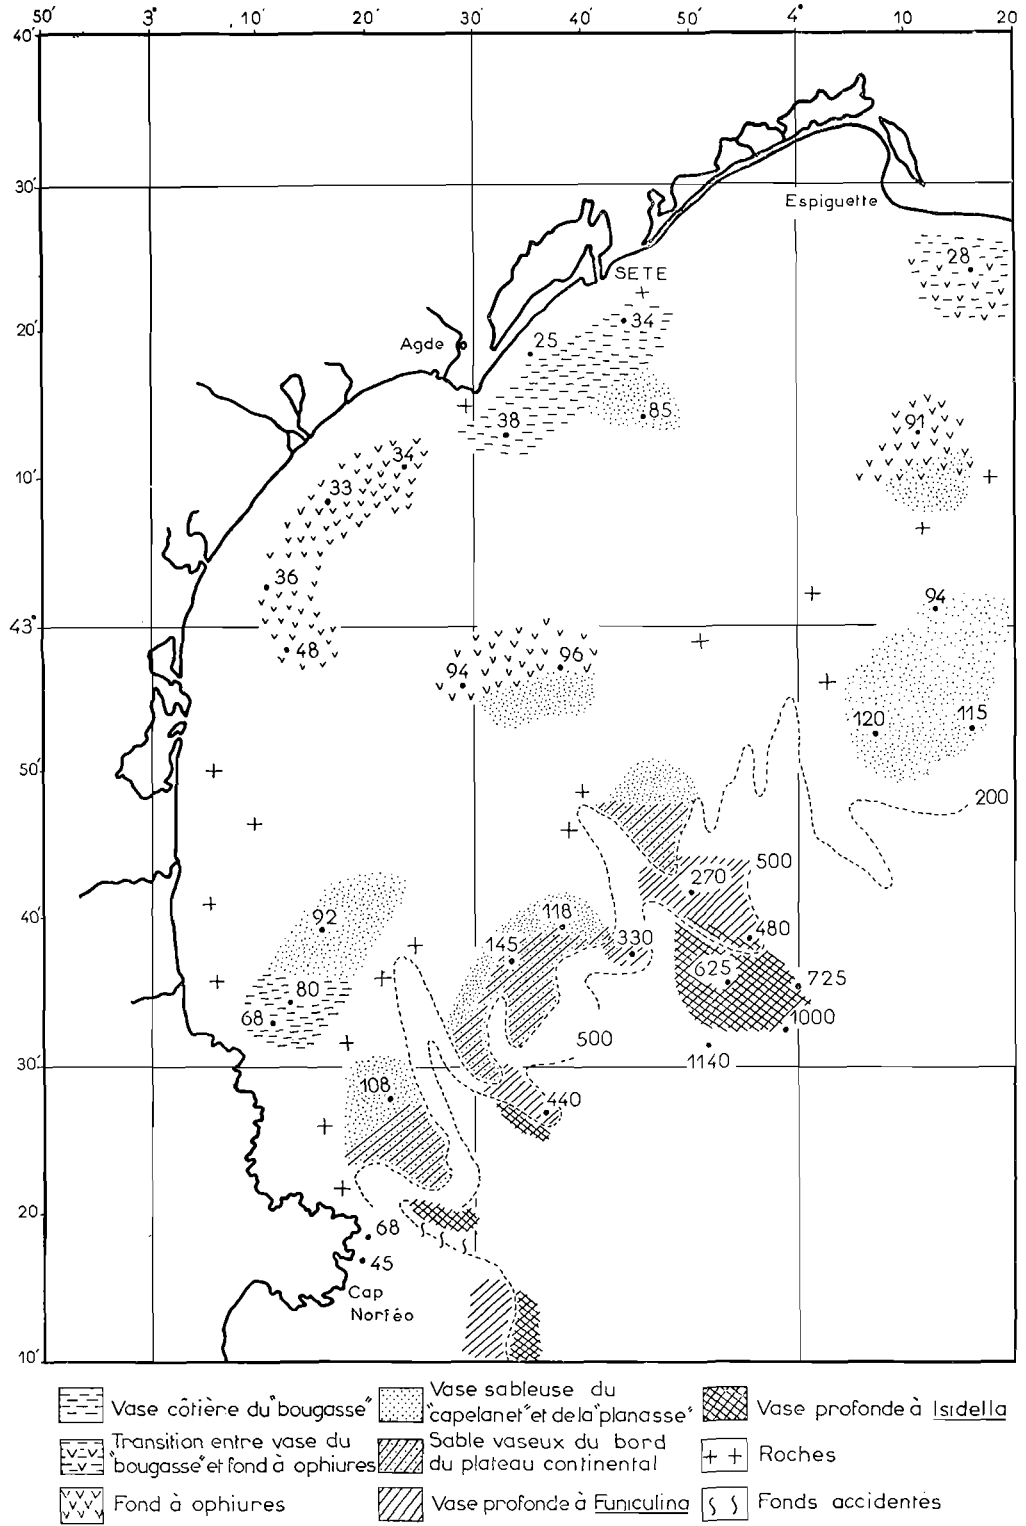 50' 3° 10' 20' 30' 40' 50' 4° 10 20
40'
30'
Espiguette
28
SETE
34
20'
Agde
25
85
38
91
34
10'
33
36
94
43°
48
94
96
120
115
50'
200
500
270
92
40'
118
480
330
145
625
725
80
68
1000
500
1140
30'
108
440
20
68
45
Cap
Norféo
10'
Vase côtière du "bougasse"
Transition entre vase du
"bougasse" et fond à ophiures
Fond à ophiures
Vase sableuse du
"capelanet" et de la "planasse"
Sable vaseux du bord
du plateau continental
Vase profonde à Funiculina
Vase profonde à Isidella
Roches
Fonds accidentés